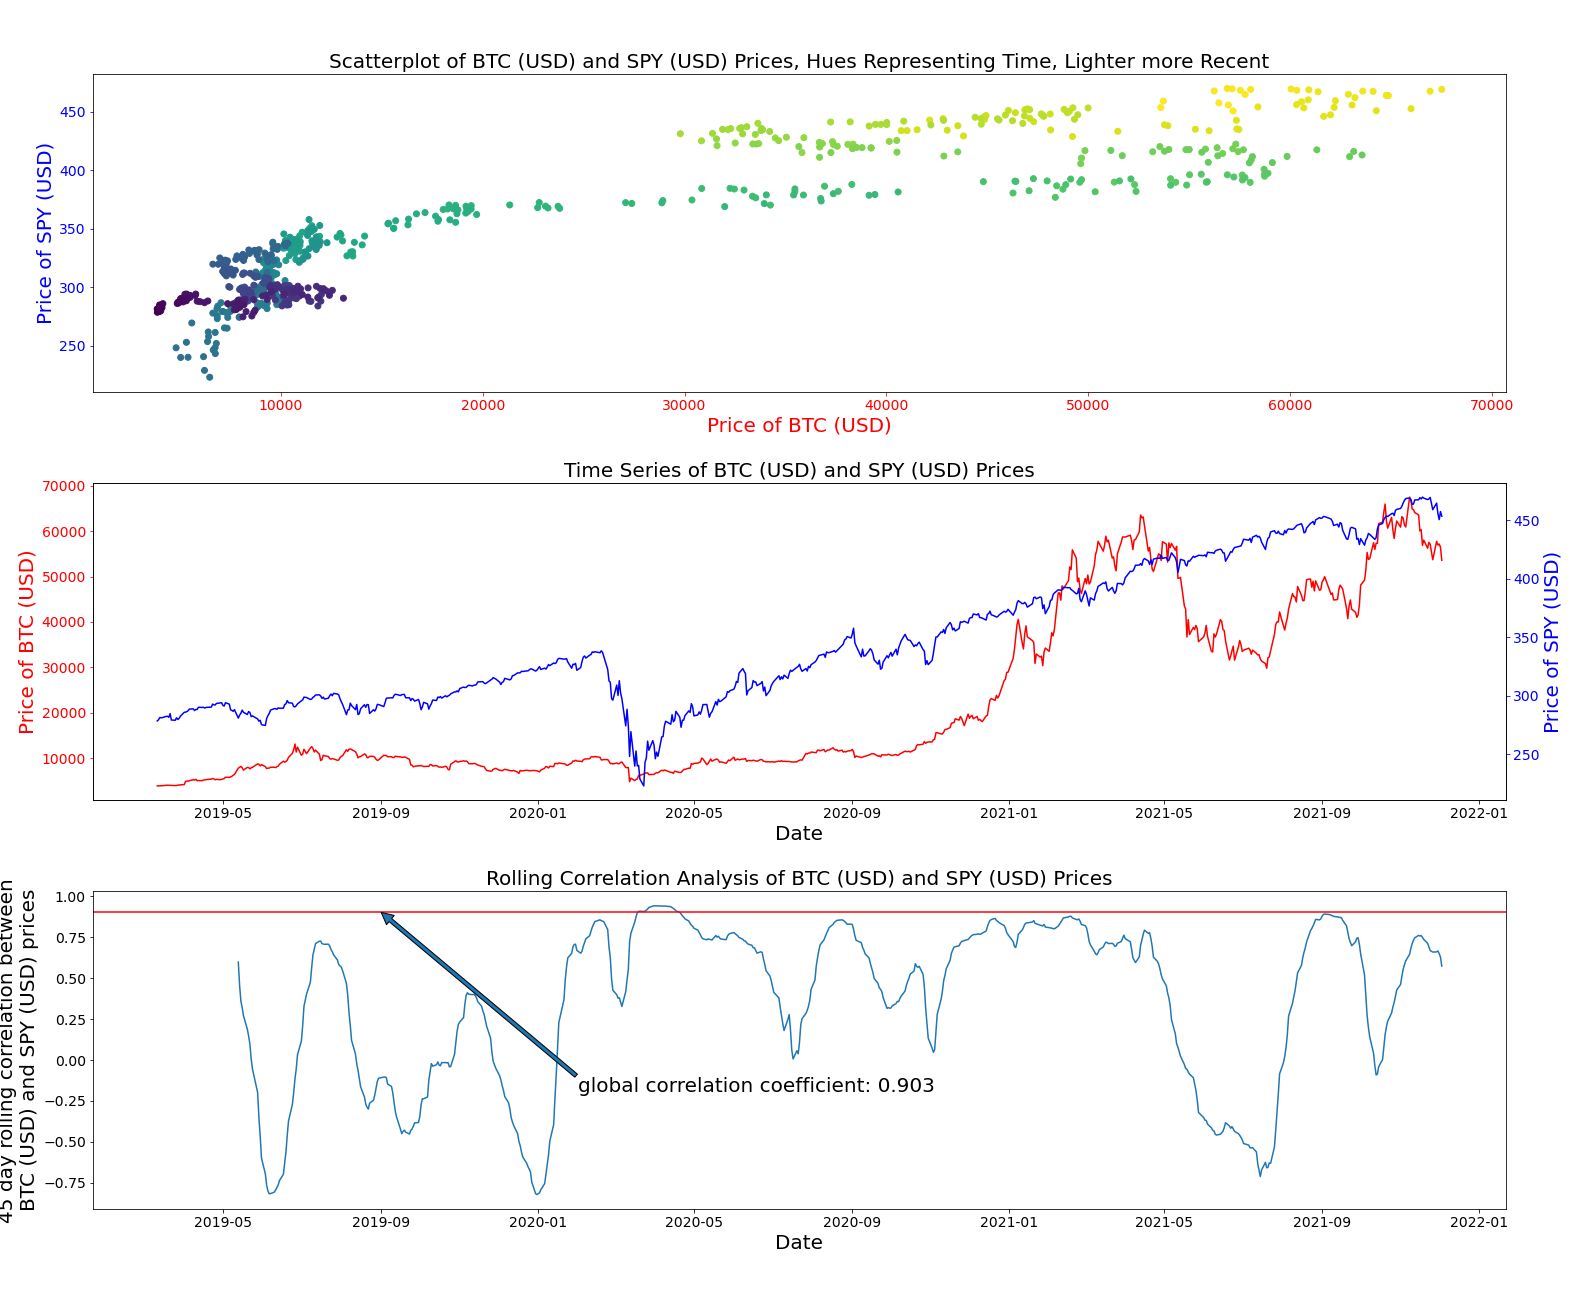 Scatterplot of BTC (USD) and SPY (USD) Prices, Hues Representing Time, Lighter more Recent
Price of SPY (USD)
450
400
350
300
250
10000 20000 30000 40000 50000 60000 70000
Price of BTC (USD)
Time Series of BTC (USD) and SPY (USD) Prices
Price of BTC (USD)
70000
60000
50000
40000
30000
20000
10000
450
400
350
300
250
Price of SPY (USD)
2019-05 2019-09 2020-01 2020-05 2020-09 2021-01 2021-05 2021-09 2022-01
Date
Rolling Correlation Analysis of BTC (USD) and SPY (USD) Prices
45 day rolling correlation between
BTC (USD) and SPY (USD) prices
1.00
0.75
0.50
0.25
0.00
−0.25
−0.50
−0.75
global correlation coefficient: 0.903
2019-05 2019-09 2020-01 2020-05 2020-09 2021-01 2021-05 2021-09 2022-01
Date